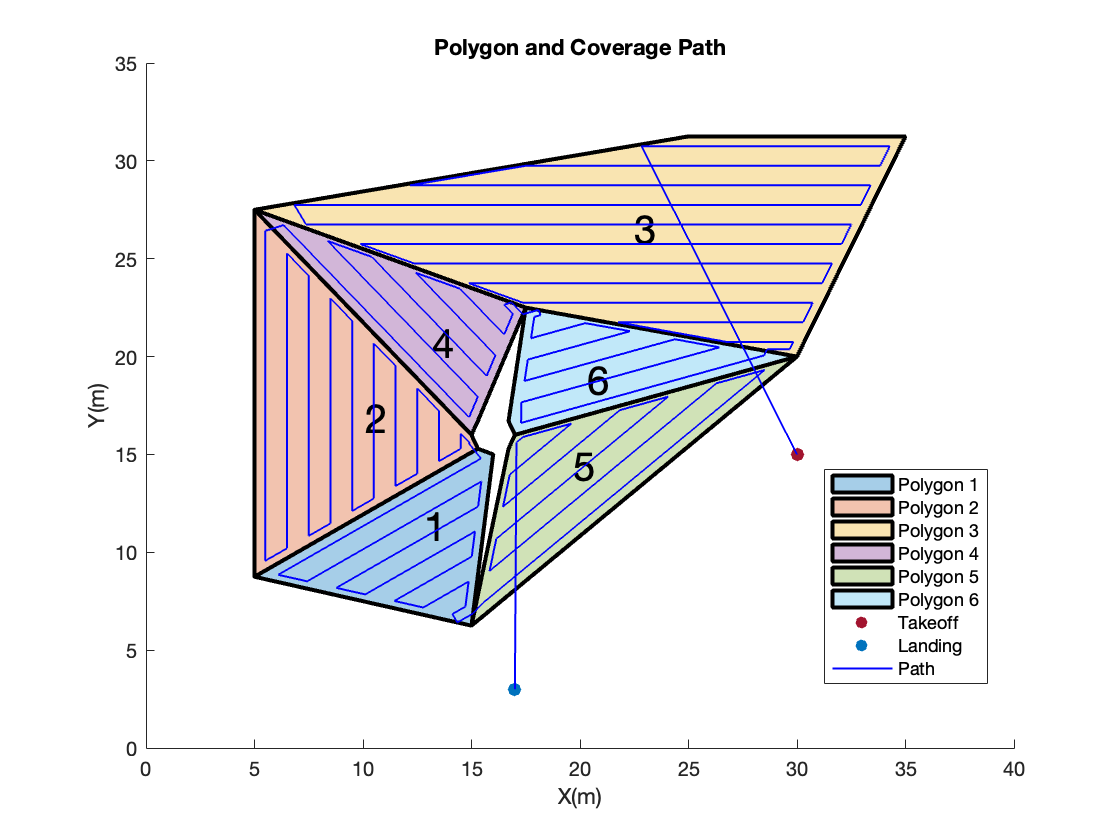 Polygon and Coverage Path
35
30
25
20
15
10
5
0
Y(m)
0 5 10 15 20 25 30 35 40
X(m)
3
4
6
2
5
1
Polygon 1
Polygon 2
Polygon 3
Polygon 4
Polygon 5
Polygon 6
Takeoff
Landing
Path